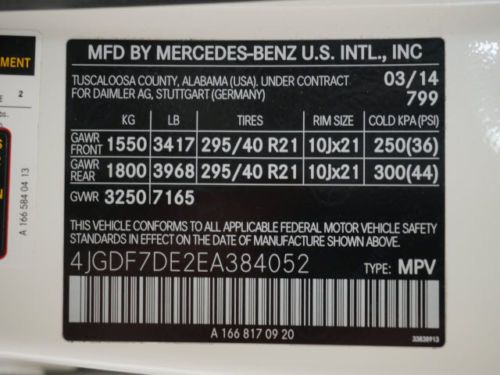 MFD BY MERCEDES-BENZ U.S. INTL., INC
TUSCALOOSA COUNTY, ALABAMA (USA). UNDER CONTRACT 03/14
FOR DAIMLER AG, STUTTGART (GERMANY) 799
KG LB TIRES RIM SIZE COLD KPA (PSI)
GAWR FRONT 1550 3417 295/40 R21 10Jx21 250(36)
GAWR REAR 1800 3968 295/40 R21 10Jx21 300(44)
GVWR 3250 7165
THIS VEHICLE CONFORMS TO ALL APPLICABLE FEDERAL MOTOR VEHICLE SAFETY
STANDARDS IN EFFECT ON THE DATE OF MANUFACTURE SHOWN ABOVE.
4JGDF7DE2EA384052 TYPE: MPV
A 166 817 09 20 33838913
MENT
E 2
A 166 584 04 13